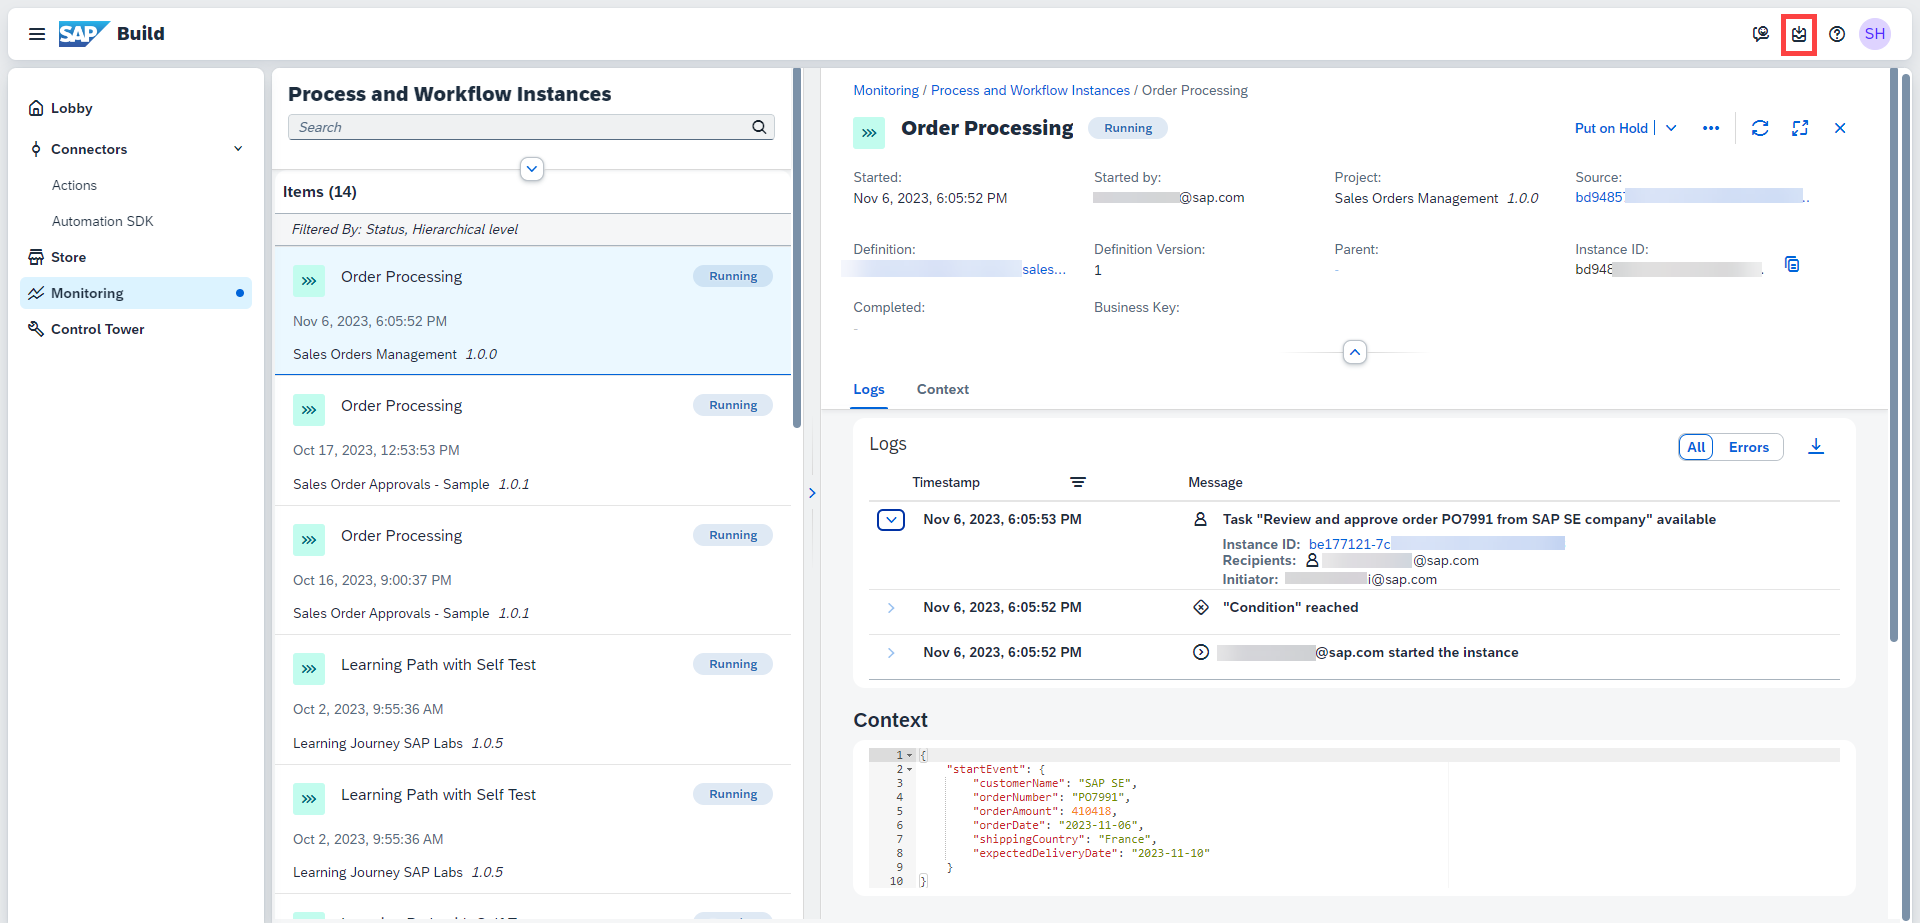 SAP Build
SH
Lobby
Connectors
Actions
Automation SDK
Store
Monitoring
Control Tower
Process and Workflow Instances
Search
Items (14)
Filtered By: Status, Hierarchical level
Order Processing Running
Nov 6, 2023, 6:05:52 PM
Sales Orders Management 1.0.0
Order Processing Running
Oct 17, 2023, 12:53:53 PM
Sales Order Approvals - Sample 1.0.1
Order Processing Running
Oct 16, 2023, 9:00:37 PM
Sales Order Approvals - Sample 1.0.1
Learning Path with Self Test Running
Oct 2, 2023, 9:55:36 AM
Learning Journey SAP Labs 1.0.5
Learning Path with Self Test Running
Oct 2, 2023, 9:55:36 AM
Learning Journey SAP Labs 1.0.5
Monitoring / Process and Workflow Instances / Order Processing
Order Processing Running
Put on Hold
Started: Started by: Project: Source:
Nov 6, 2023, 6:05:52 PM @sap.com Sales Orders Management 1.0.0 bd9485
Definition: Definition Version: Parent: Instance ID:
sales... 1 - bd948
Completed: Business Key:
-
Logs Context
Logs
All Errors
Timestamp Message
Nov 6, 2023, 6:05:53 PM Task "Review and approve order PO7991 from SAP SE company" available
Instance ID: be177121-7c
Recipients: @sap.com
Initiator: i@sap.com
Nov 6, 2023, 6:05:52 PM "Condition" reached
Nov 6, 2023, 6:05:52 PM @sap.com started the instance
Context
1 {
2 "startEvent": {
3 "customerName": "SAP SE",
4 "orderNumber": "PO7991",
5 "orderAmount": 410418,
6 "orderDate": "2023-11-06",
7 "shippingCountry": "France",
8 "expectedDeliveryDate": "2023-11-10"
9 }
10 }